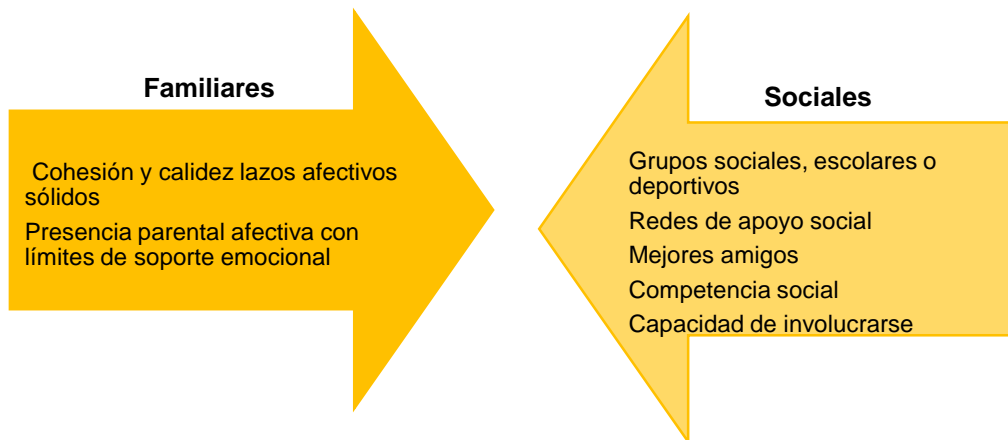 Familiares
Cohesión y calidez lazos afectivos
sólidos
Presencia parental afectiva con
límites de soporte emocional
Sociales
Grupos sociales, escolares o
deportivos
Redes de apoyo social
Mejores amigos
Competencia social
Capacidad de involucrarse